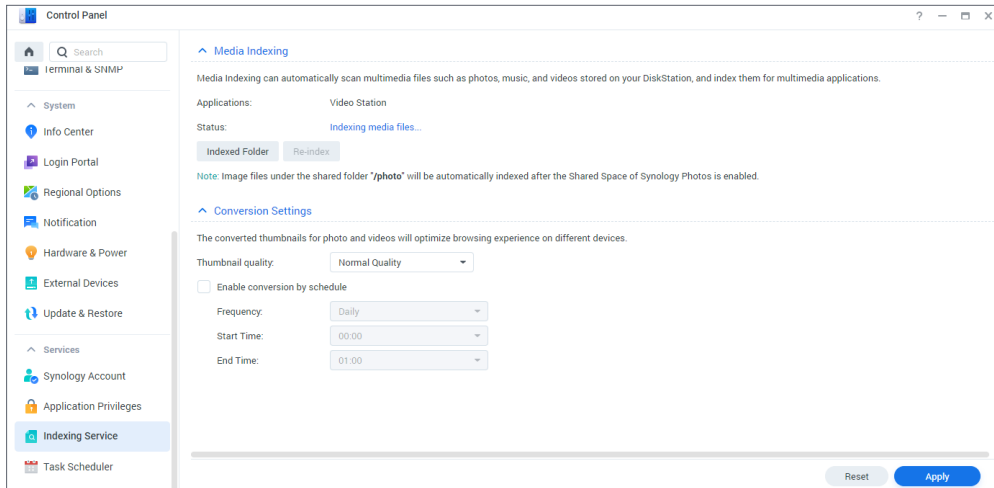 Control Panel
Search
Terminal & SNMP
System
Info Center
Login Portal
Regional Options
Notification
Hardware & Power
External Devices
Update & Restore
Services
Synology Account
Application Privileges
Indexing Service
Task Scheduler
Media Indexing
Media Indexing can automatically scan multimedia files such as photos, music, and videos stored on your DiskStation, and index them for multimedia applications.
Applications: Video Station
Status: Indexing media files...
Indexed Folder Re-index
Note: Image files under the shared folder "/photo" will be automatically indexed after the Shared Space of Synology Photos is enabled.
Conversion Settings
The converted thumbnails for photo and videos will optimize browsing experience on different devices.
Thumbnail quality: Normal Quality
Enable conversion by schedule
Frequency: Daily
Start Time: 00:00
End Time: 01:00
Reset Apply